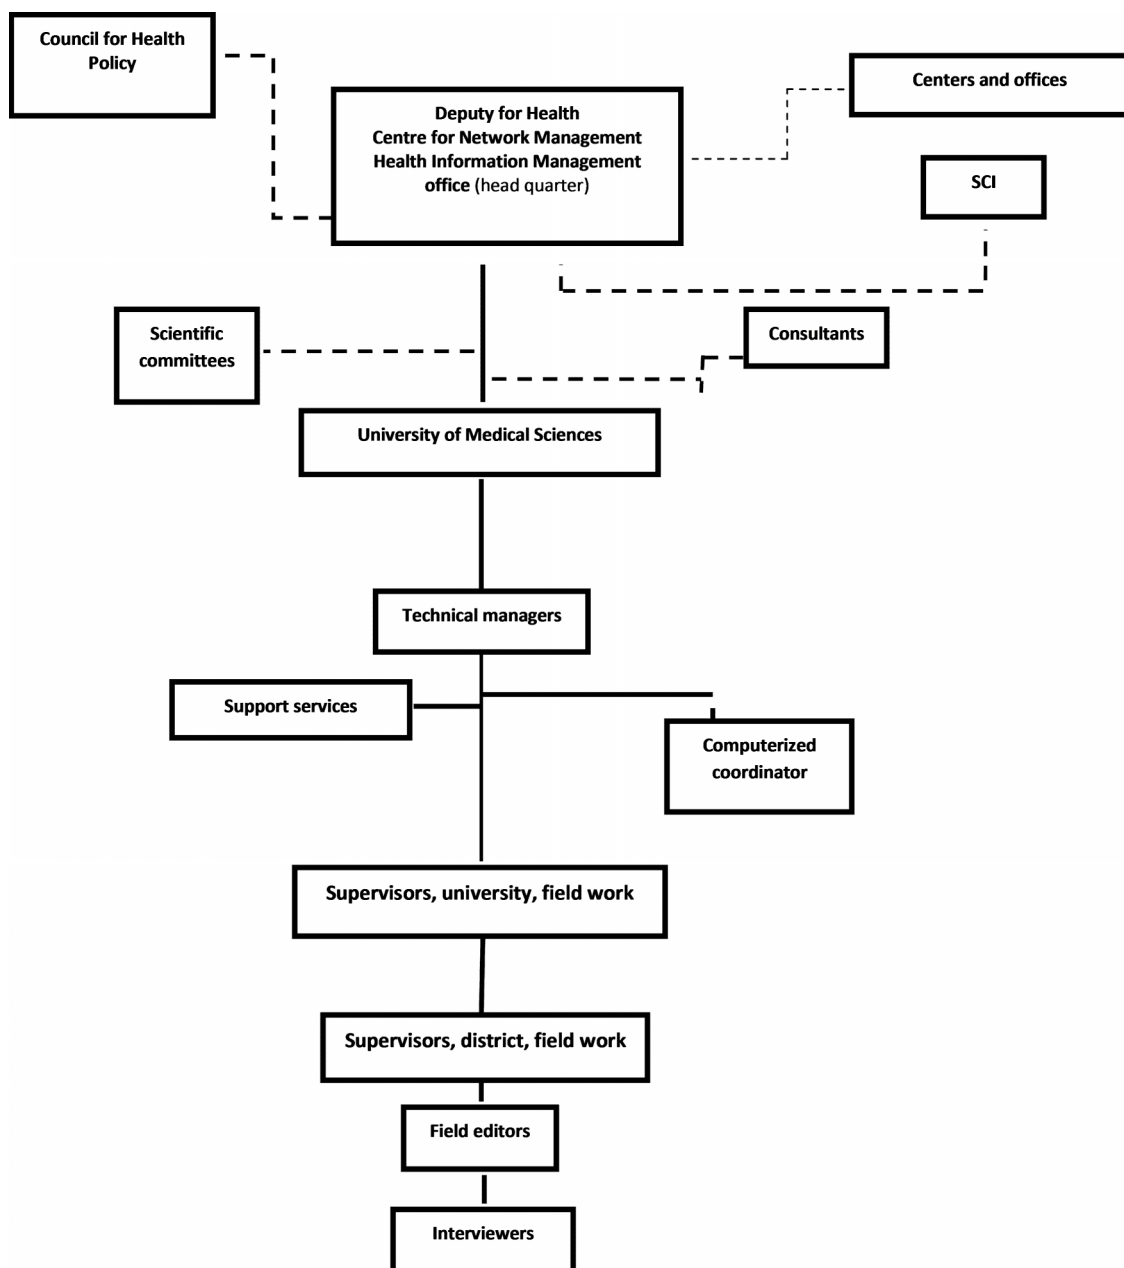 Council for Health
Policy
Centers and offices
Deputy for Health
Centre for Network Management
Health Information Management
office (head quarter)
SCI
Scientific
committees
Consultants
University of Medical Sciences
Technical managers
Support services
Computerized
coordinator
Supervisors, university, field work
Supervisors, district, field work
Field editors
Interviewers